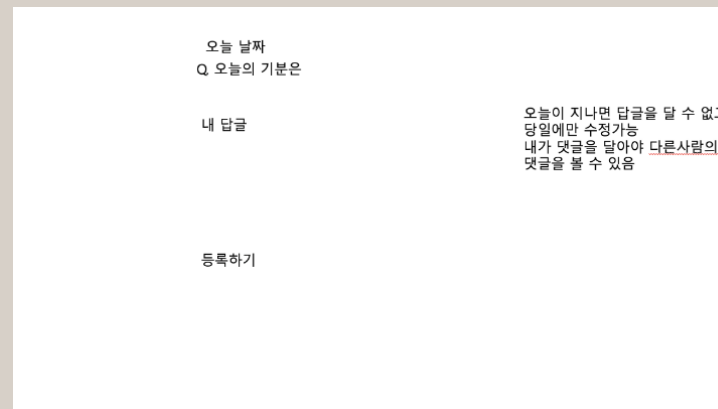 오늘 날짜
Q. 오늘의 기분은
내 답글
오늘이 지나면 답글을 달 수 없고
당일에만 수정가능
내가 댓글을 달아야 다른사람의
댓글을 볼 수 있음
등록하기